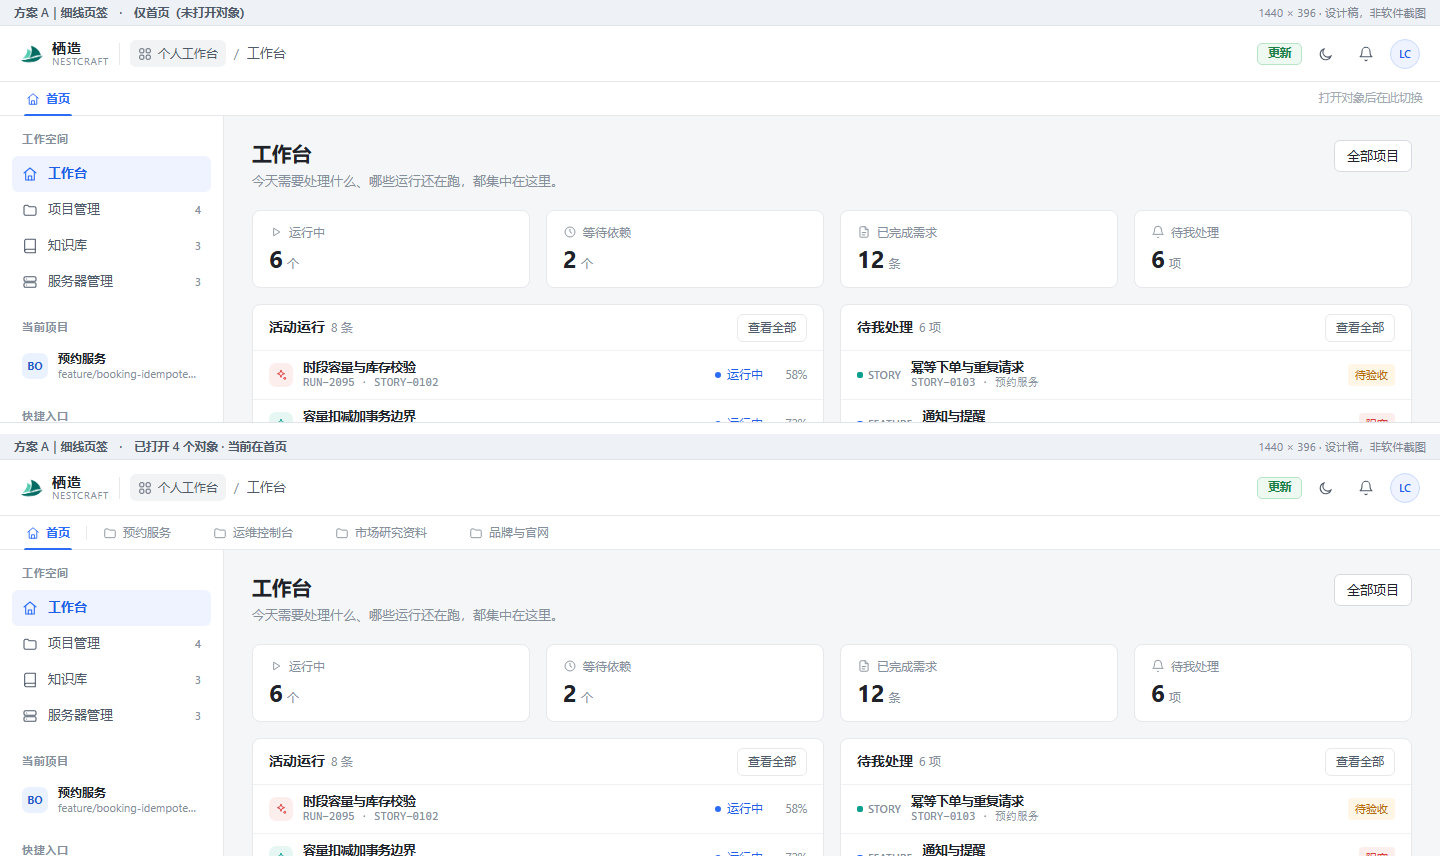 方案 A | 细线页签 · 仅首页（未打开对象） 1440 × 396 · 设计稿，非软件截图
栖造
NESTCRAFT
个人工作台 / 工作台
更新
LC
首页
打开对象后在此切换
工作空间
工作台
项目管理 4
知识库 3
服务器管理 3
当前项目
BO
预约服务
feature/booking-idempote...
快捷入口
工作台
今天需要处理什么、哪些运行还在跑，都集中在这里。
全部项目
运行中
6 个
等待依赖
2 个
已完成需求
12 条
待我处理
6 项
活动运行 8 条 查看全部
时段容量与库存校验
RUN-2095 · STORY-0102
运行中 58%
容量扣减加事务边界
待我处理 6 项 查看全部
STORY 幂等下单与重复请求
STORY-0103 · 预约服务
待验收
通知与提醒
方案 A | 细线页签 · 已打开 4 个对象 · 当前在首页 1440 × 396 · 设计稿，非软件截图
栖造
NESTCRAFT
个人工作台 / 工作台
更新
LC
首页 预约服务 运维控制台 市场研究资料 品牌与官网
工作空间
工作台
项目管理 4
知识库 3
服务器管理 3
当前项目
BO
预约服务
feature/booking-idempote...
快捷入口
工作台
今天需要处理什么、哪些运行还在跑，都集中在这里。
全部项目
运行中
6 个
等待依赖
2 个
已完成需求
12 条
待我处理
6 项
活动运行 8 条 查看全部
时段容量与库存校验
RUN-2095 · STORY-0102
运行中 58%
容量扣减加事务边界
待我处理 6 项 查看全部
STORY 幂等下单与重复请求
STORY-0103 · 预约服务
待验收
通知与提醒